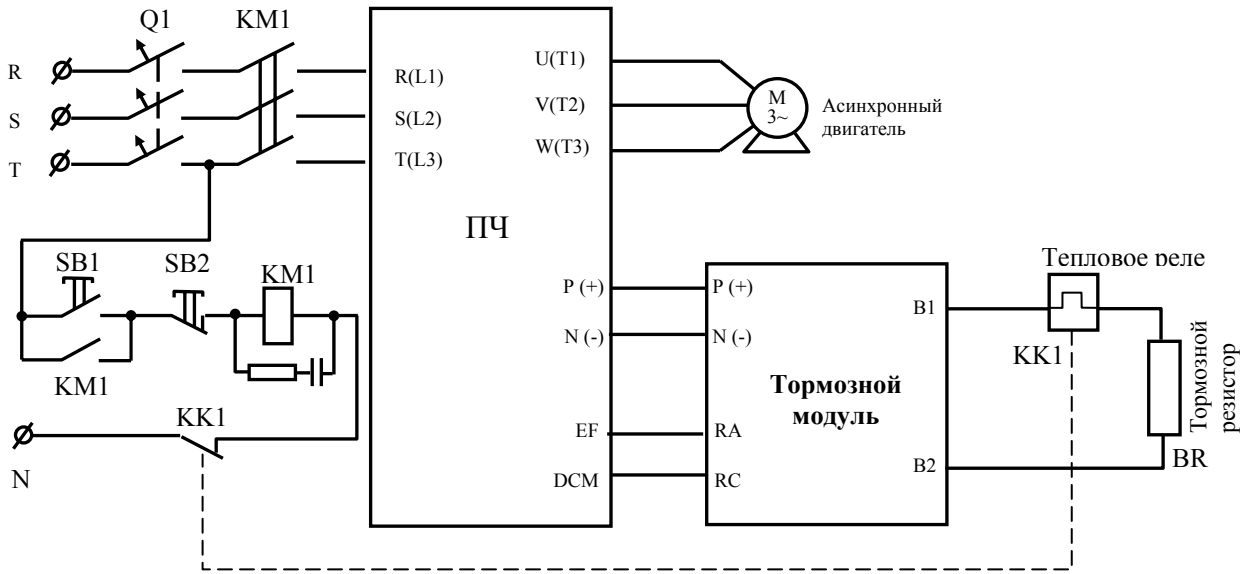 Q1
KM1
R
S
T
R(L1)
S(L2)
T(L3)
U(T1)
V(T2)
W(T3)
М
3~
Асинхронный
двигатель
ПЧ
SB1
SB2
KM1
KM1
KK1
N
P (+)
N (-)
EF
DCM
P (+)
N (-)
RA
RC
Тормозной
модуль
B1
B2
Тепловое реле
KK1
Тормозной
резистор
BR